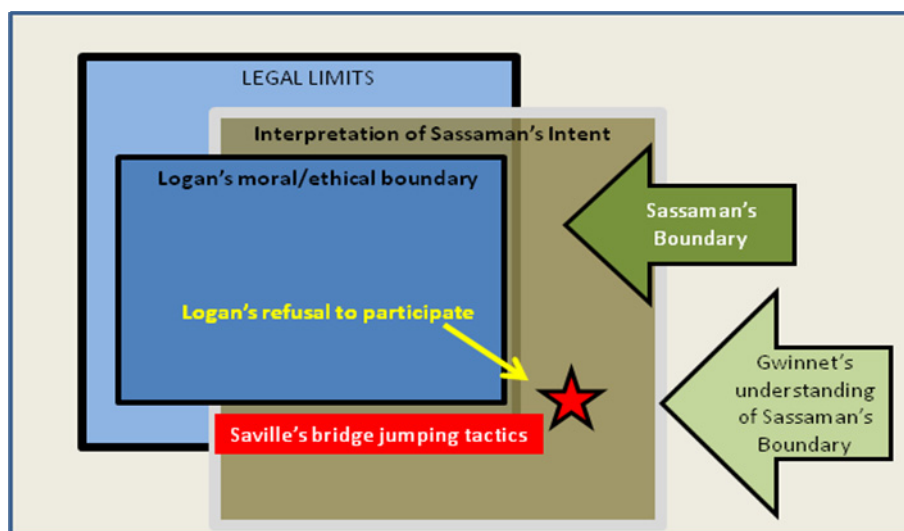 LEGAL LIMITS
Interpretation of Sassaman's Intent
Logan's moral/ethical boundary
Sassaman's
Boundary
Logan's refusal to participate
Gwinnet's
understanding
of Sassaman's
Boundary
Saville's bridge jumping tactics